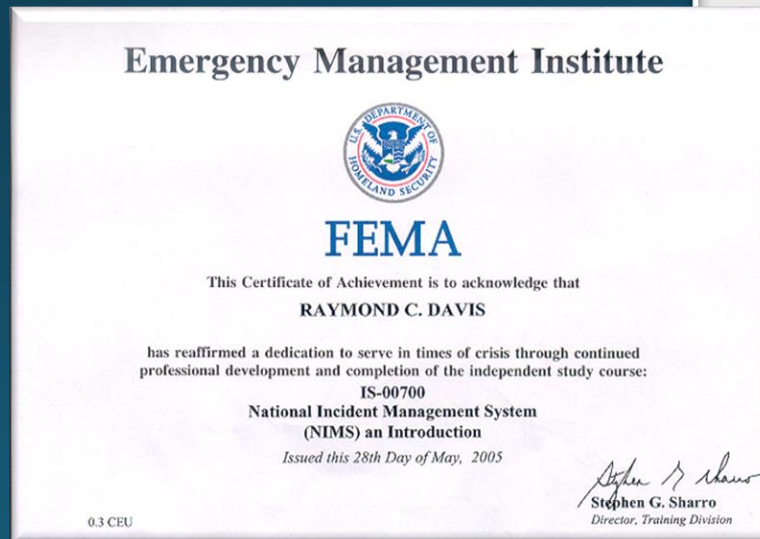 Emergency Management Institute
U.S. DEPARTMENT OF
HOMELAND SECURITY
FEMA
This Certificate of Achievement is to acknowledge that
RAYMOND C. DAVIS
has reaffirmed a dedication to serve in times of crisis through continued
professional development and completion of the independent study course:
IS-00700
National Incident Management System
(NIMS) an Introduction
Issued this 28th Day of May, 2005
Stephen G Sharro
Stephen G. Sharro
0.3 CEU
Director, Training Division